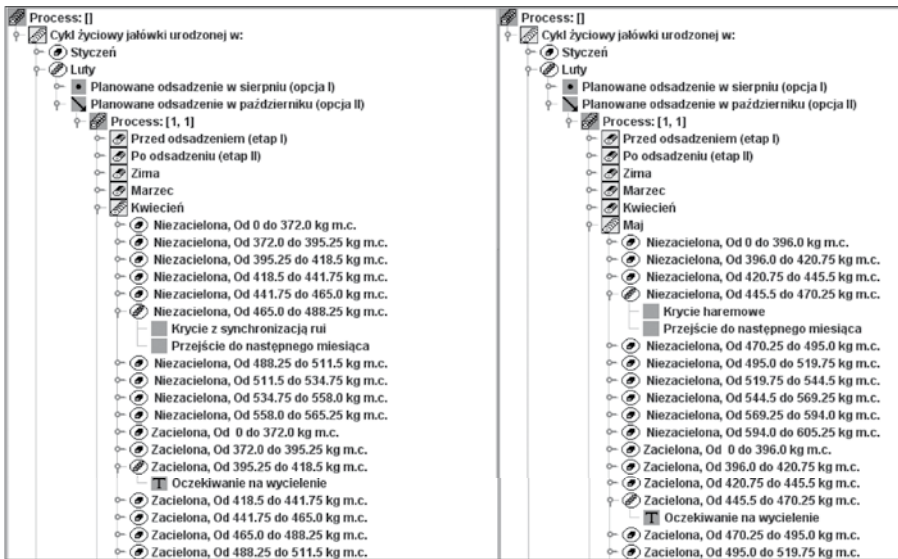 Process: []
Cykl życiowy jałówki urodzonej w:
Styczeń
Luty
Planowane odsadzenie w sierpniu (opcja I)
Planowane odsadzenie w październiku (opcja II)
Process: [1, 1]
Przed odsadzeniem (etap I)
Po odsadzeniu (etap II)
Zima
Marzec
Kwiecień
Niezacielona, Od 0 do 372.0 kg m.c.
Niezacielona, Od 372.0 do 395.25 kg m.c.
Niezacielona, Od 395.25 do 418.5 kg m.c.
Niezacielona, Od 418.5 do 441.75 kg m.c.
Niezacielona, Od 441.75 do 465.0 kg m.c.
Niezacielona, Od 465.0 do 488.25 kg m.c.
Krycie z synchronizacją rui
Przejście do następnego miesiąca
Niezacielona, Od 488.25 do 511.5 kg m.c.
Niezacielona, Od 511.5 do 534.75 kg m.c.
Niezacielona, Od 534.75 do 558.0 kg m.c.
Niezacielona, Od 558.0 do 565.25 kg m.c.
Zacielona, Od 0 do 372.0 kg m.c.
Zacielona, Od 372.0 do 395.25 kg m.c.
Zacielona, Od 395.25 do 418.5 kg m.c.
T Oczekiwanie na wycielenie
Zacielona, Od 418.5 do 441.75 kg m.c.
Zacielona, Od 441.75 do 465.0 kg m.c.
Zacielona, Od 465.0 do 488.25 kg m.c.
Zacielona, Od 488.25 do 511.5 kg m.c.
Process: []
Cykl życiowy jałówki urodzonej w:
Styczeń
Luty
Planowane odsadzenie w sierpniu (opcja I)
Planowane odsadzenie w październiku (opcja II)
Process: [1, 1]
Przed odsadzeniem (etap I)
Po odsadzeniu (etap II)
Zima
Marzec
Kwiecień
Maj
Niezacielona, Od 0 do 396.0 kg m.c.
Niezacielona, Od 396.0 do 420.75 kg m.c.
Niezacielona, Od 420.75 do 445.5 kg m.c.
Niezacielona, Od 445.5 do 470.25 kg m.c.
Krycie haremowe
Przejście do następnego miesiąca
Niezacielona, Od 470.25 do 495.0 kg m.c.
Niezacielona, Od 495.0 do 519.75 kg m.c.
Niezacielona, Od 519.75 do 544.5 kg m.c.
Niezacielona, Od 544.5 do 569.25 kg m.c.
Niezacielona, Od 569.25 do 594.0 kg m.c.
Niezacielona, Od 594.0 do 605.25 kg m.c.
Zacielona, Od 0 do 396.0 kg m.c.
Zacielona, Od 396.0 do 420.75 kg m.c.
Zacielona, Od 420.75 do 445.5 kg m.c.
Zacielona, Od 445.5 do 470.25 kg m.c.
T Oczekiwanie na wycielenie
Zacielona, Od 470.25 do 495.0 kg m.c.
Zacielona, Od 495.0 do 519.75 kg m.c.